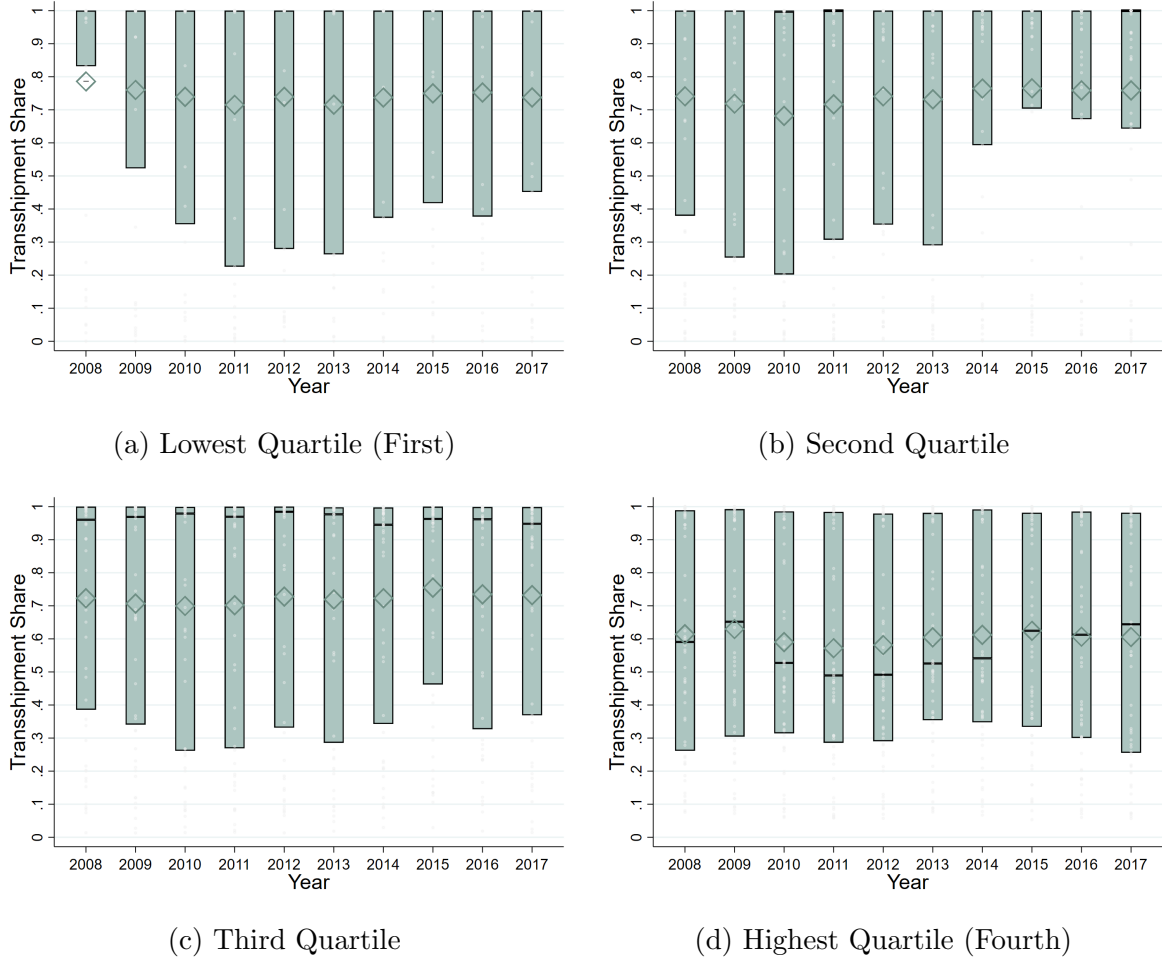 Transshipment Share
0 .1 .2 .3 .4 .5 .6 .7 .8 .9 1
2008 2009 2010 2011 2012 2013 2014 2015 2016 2017
Year
(a) Lowest Quartile (First)
Transshipment Share
0 .1 .2 .3 .4 .5 .6 .7 .8 .9 1
2008 2009 2010 2011 2012 2013 2014 2015 2016 2017
Year
(b) Second Quartile
Transshipment Share
0 .1 .2 .3 .4 .5 .6 .7 .8 .9 1
2008 2009 2010 2011 2012 2013 2014 2015 2016 2017
Year
(c) Third Quartile
Transshipment Share
0 .1 .2 .3 .4 .5 .6 .7 .8 .9 1
2008 2009 2010 2011 2012 2013 2014 2015 2016 2017
Year
(d) Highest Quartile (Fourth)